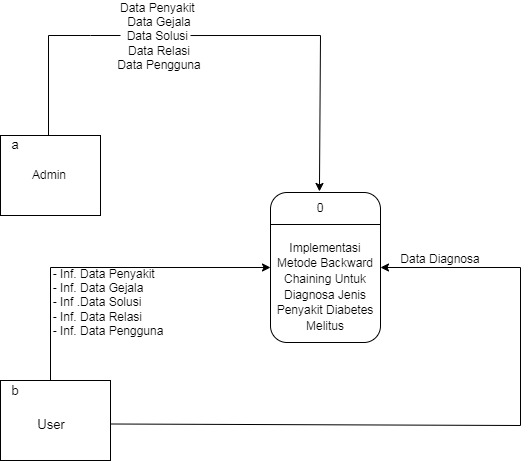 Data Penyakit
Data Gejala
Data Solusi
Data Relasi
Data Pengguna
a
Admin
0
Implementasi
Metode Backward
Chaining Untuk
Diagnosa Jenis
Penyakit Diabetes
Melitus
Data Diagnosa
- Inf. Data Penyakit
- Inf. Data Gejala
- Inf .Data Solusi
- Inf. Data Relasi
- Inf. Data Pengguna
b
User